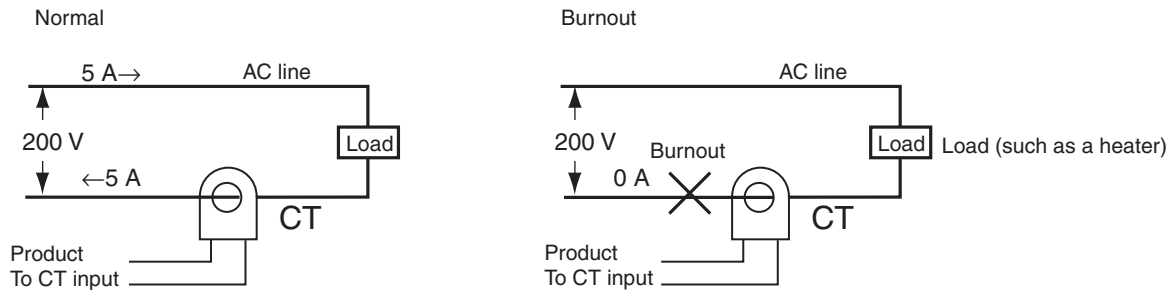 Normal
5 A→
AC line
200 V
Load
←5 A
CT
Product
To CT input
Burnout
AC line
200 V
Load
Load (such as a heater)
Burnout
0 A
CT
Product
To CT input